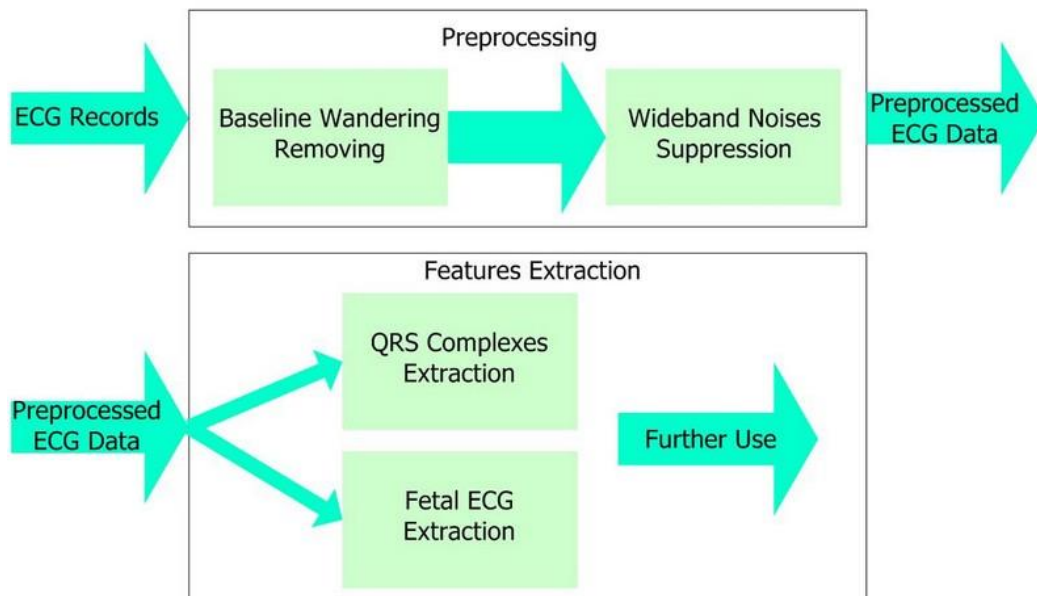 Preprocessing
ECG Records
Baseline Wandering
Removing
Wideband Noises
Suppression
Preprocessed
ECG Data
Features Extraction
Preprocessed
ECG Data
QRS Complexes
Extraction
Fetal ECG
Extraction
Further Use